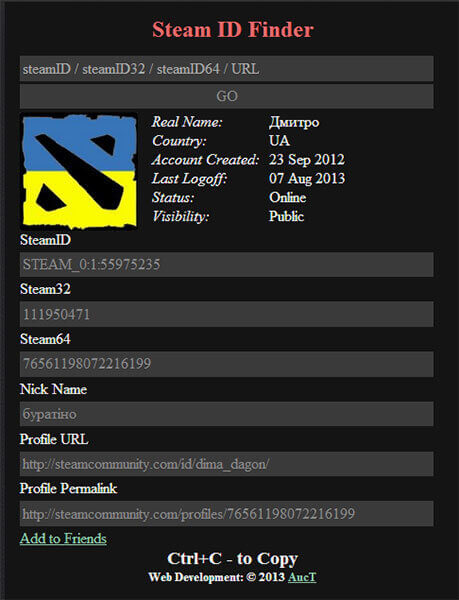 Steam ID Finder
steamID / steamID32 / steamID64 / URL
GO
Real Name: Дмитро
Country: UA
Account Created: 23 Sep 2012
Last Logoff: 07 Aug 2013
Status: Online
Visibility: Public
SteamID
STEAM_0:1:55975235
Steam32
111950471
Steam64
76561198072216199
Nick Name
буратіно
Profile URL
http://steamcommunity.com/id/dima_dagon/
Profile Permalink
http://steamcommunity.com/profiles/76561198072216199
Add to Friends
Ctrl+C - to Copy
Web Development: © 2013 AucT